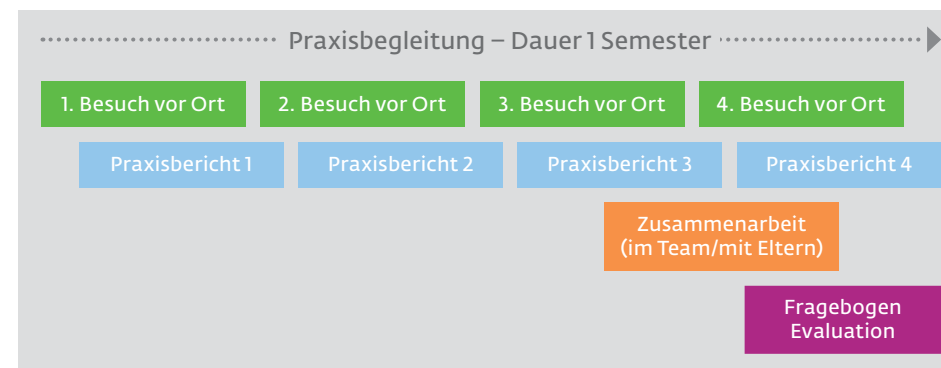 Praxisbegleitung – Dauer 1 Semester
1. Besuch vor Ort
2. Besuch vor Ort
3. Besuch vor Ort
4. Besuch vor Ort
Praxisbericht 1
Praxisbericht 2
Praxisbericht 3
Praxisbericht 4
Zusammenarbeit
(im Team/mit Eltern)
Fragebogen
Evaluation